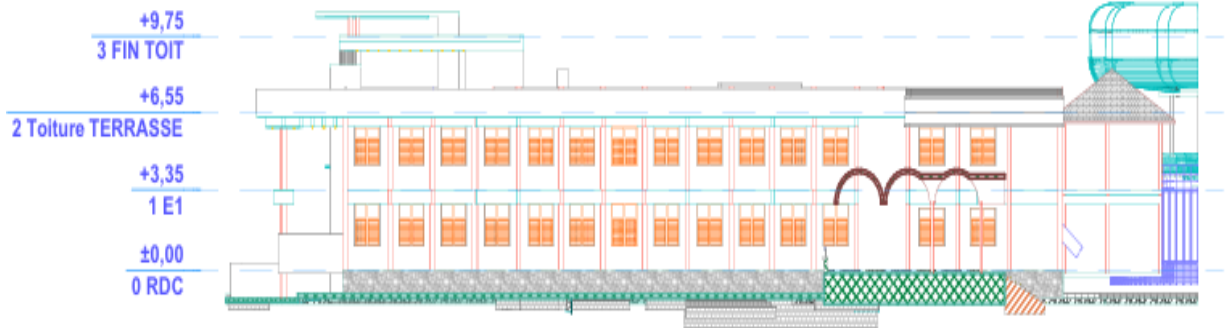 +9,75
3 FIN TOIT
+6,55
2 Toiture TERRASSE
+3,35
1 E1
±0,00
0 RDC